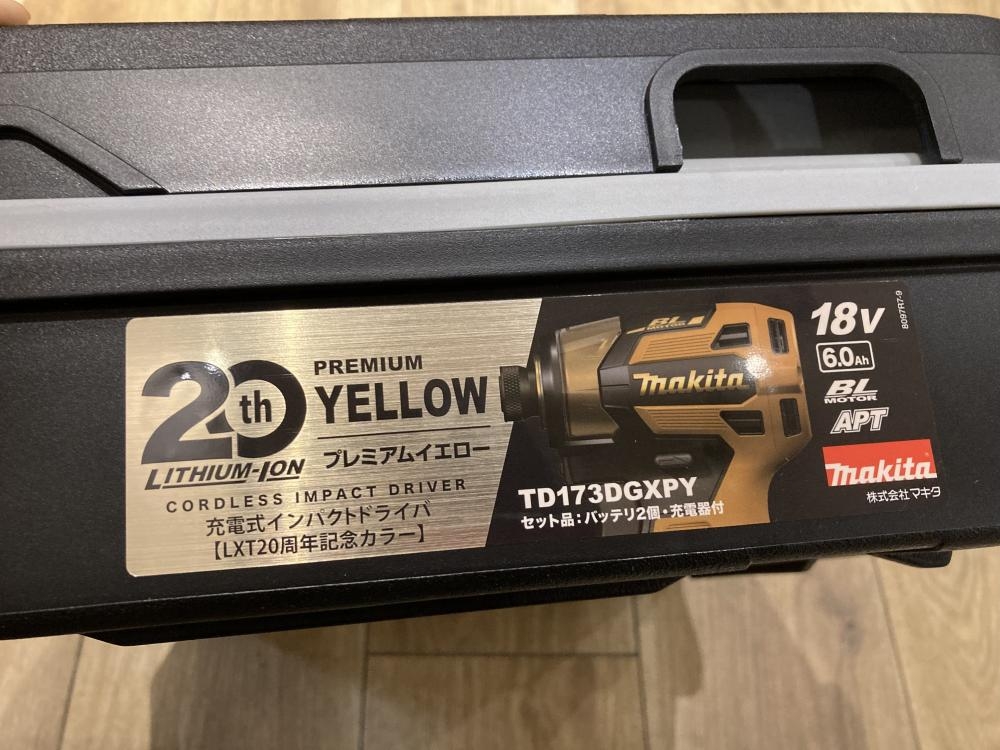 20th
LITHIUM-ION
PREMIUM
YELLOW
プレミアムイエロー
CORDLESS IMPACT DRIVER
充電式インパクトドライバ
【LXT20周年記念カラー】
BL
MOTOR
makita
TD173DGXPY
セット品:バッテリ2個・充電器付
18V
6.0Ah
BL
MOTOR
APT
makita
株式会社マキタ
8097R7-9